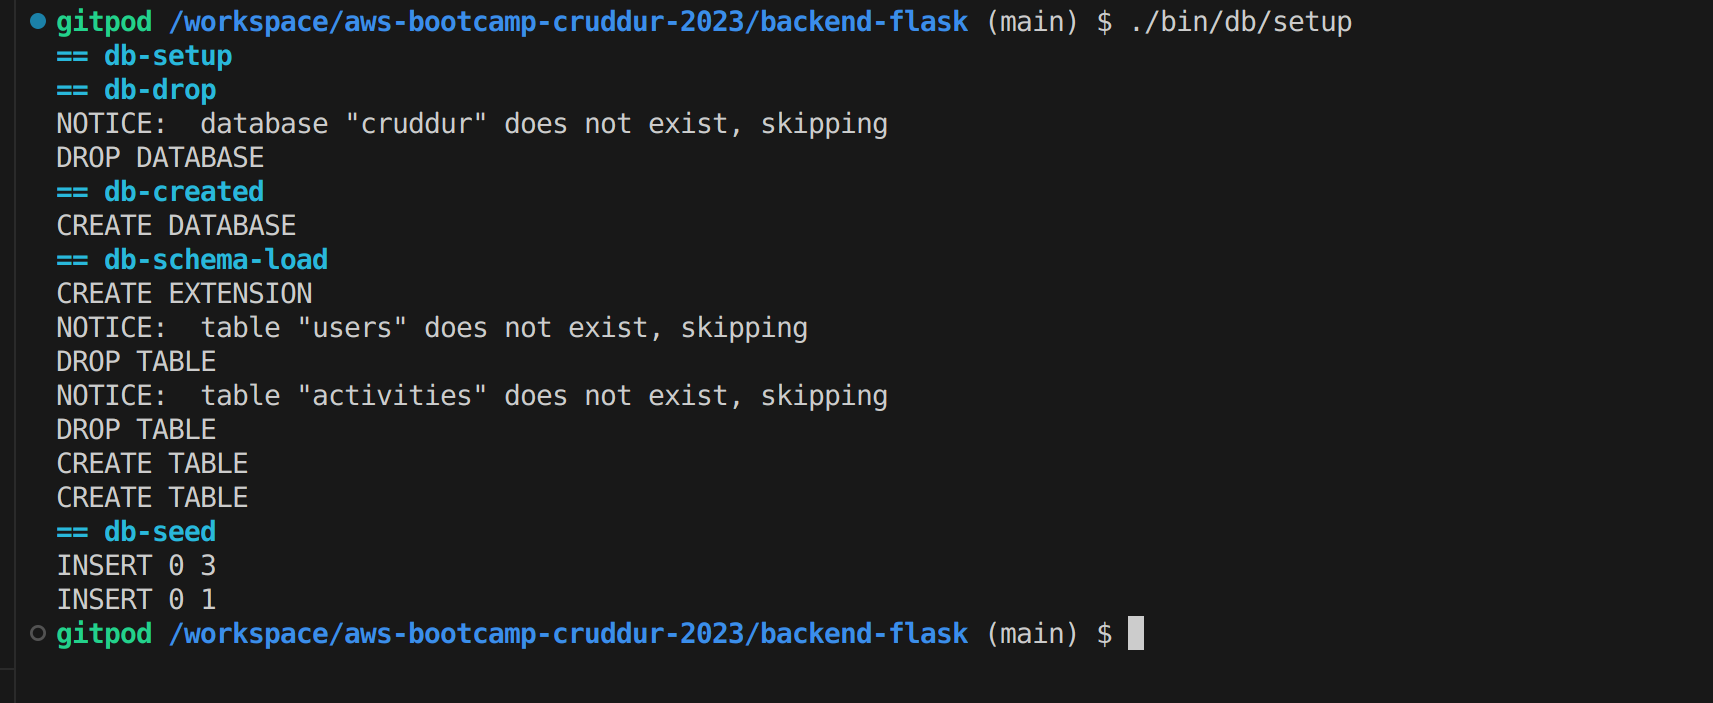 gitpod /workspace/aws-bootcamp-cruddur-2023/backend-flask (main) $ ./bin/db/setup
== db-setup
== db-drop
NOTICE:  database "cruddur" does not exist, skipping
DROP DATABASE
== db-created
CREATE DATABASE
== db-schema-load
CREATE EXTENSION
NOTICE:  table "users" does not exist, skipping
DROP TABLE
NOTICE:  table "activities" does not exist, skipping
DROP TABLE
CREATE TABLE
CREATE TABLE
== db-seed
INSERT 0 3
INSERT 0 1
gitpod /workspace/aws-bootcamp-cruddur-2023/backend-flask (main) $